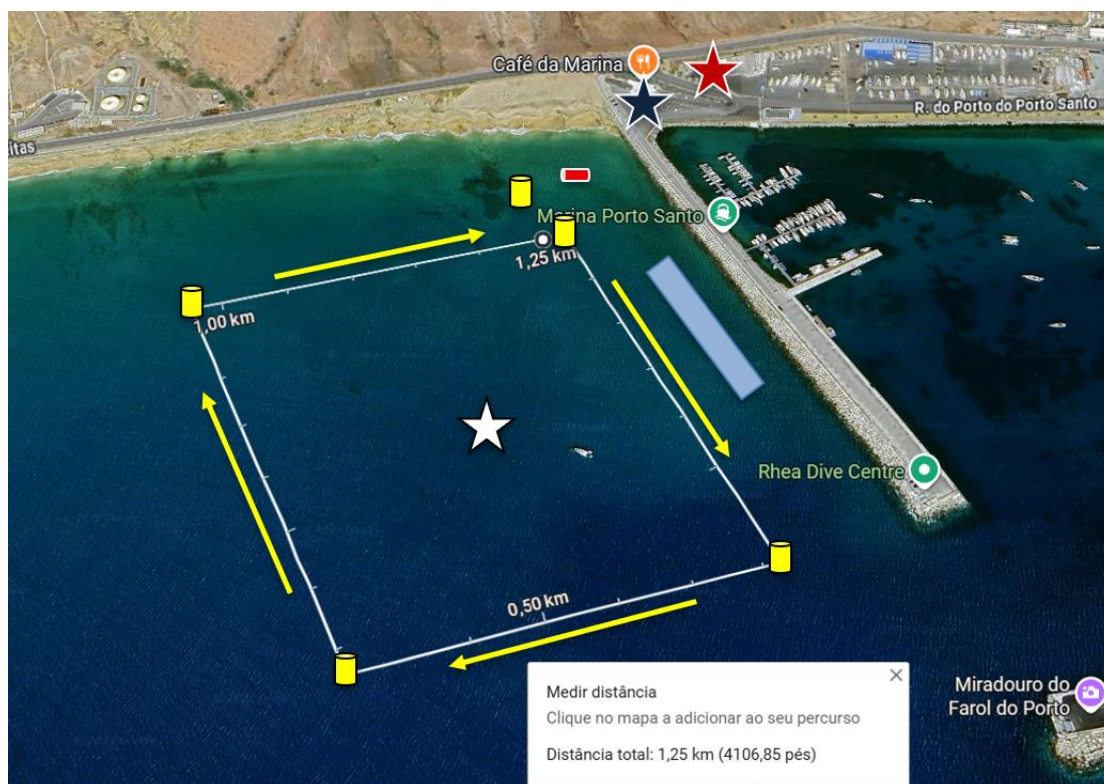 Café da Marina
R. do Porto do Porto Santo
itas
Marina Porto Santo
1,25 km
1,00 km
Rhea Dive Centre
0,50 km
Medir distância
Clique no mapa a adicionar ao seu percurso
Distância total: 1,25 km (4106,85 pés)
Miradouro do
Farol do Porto